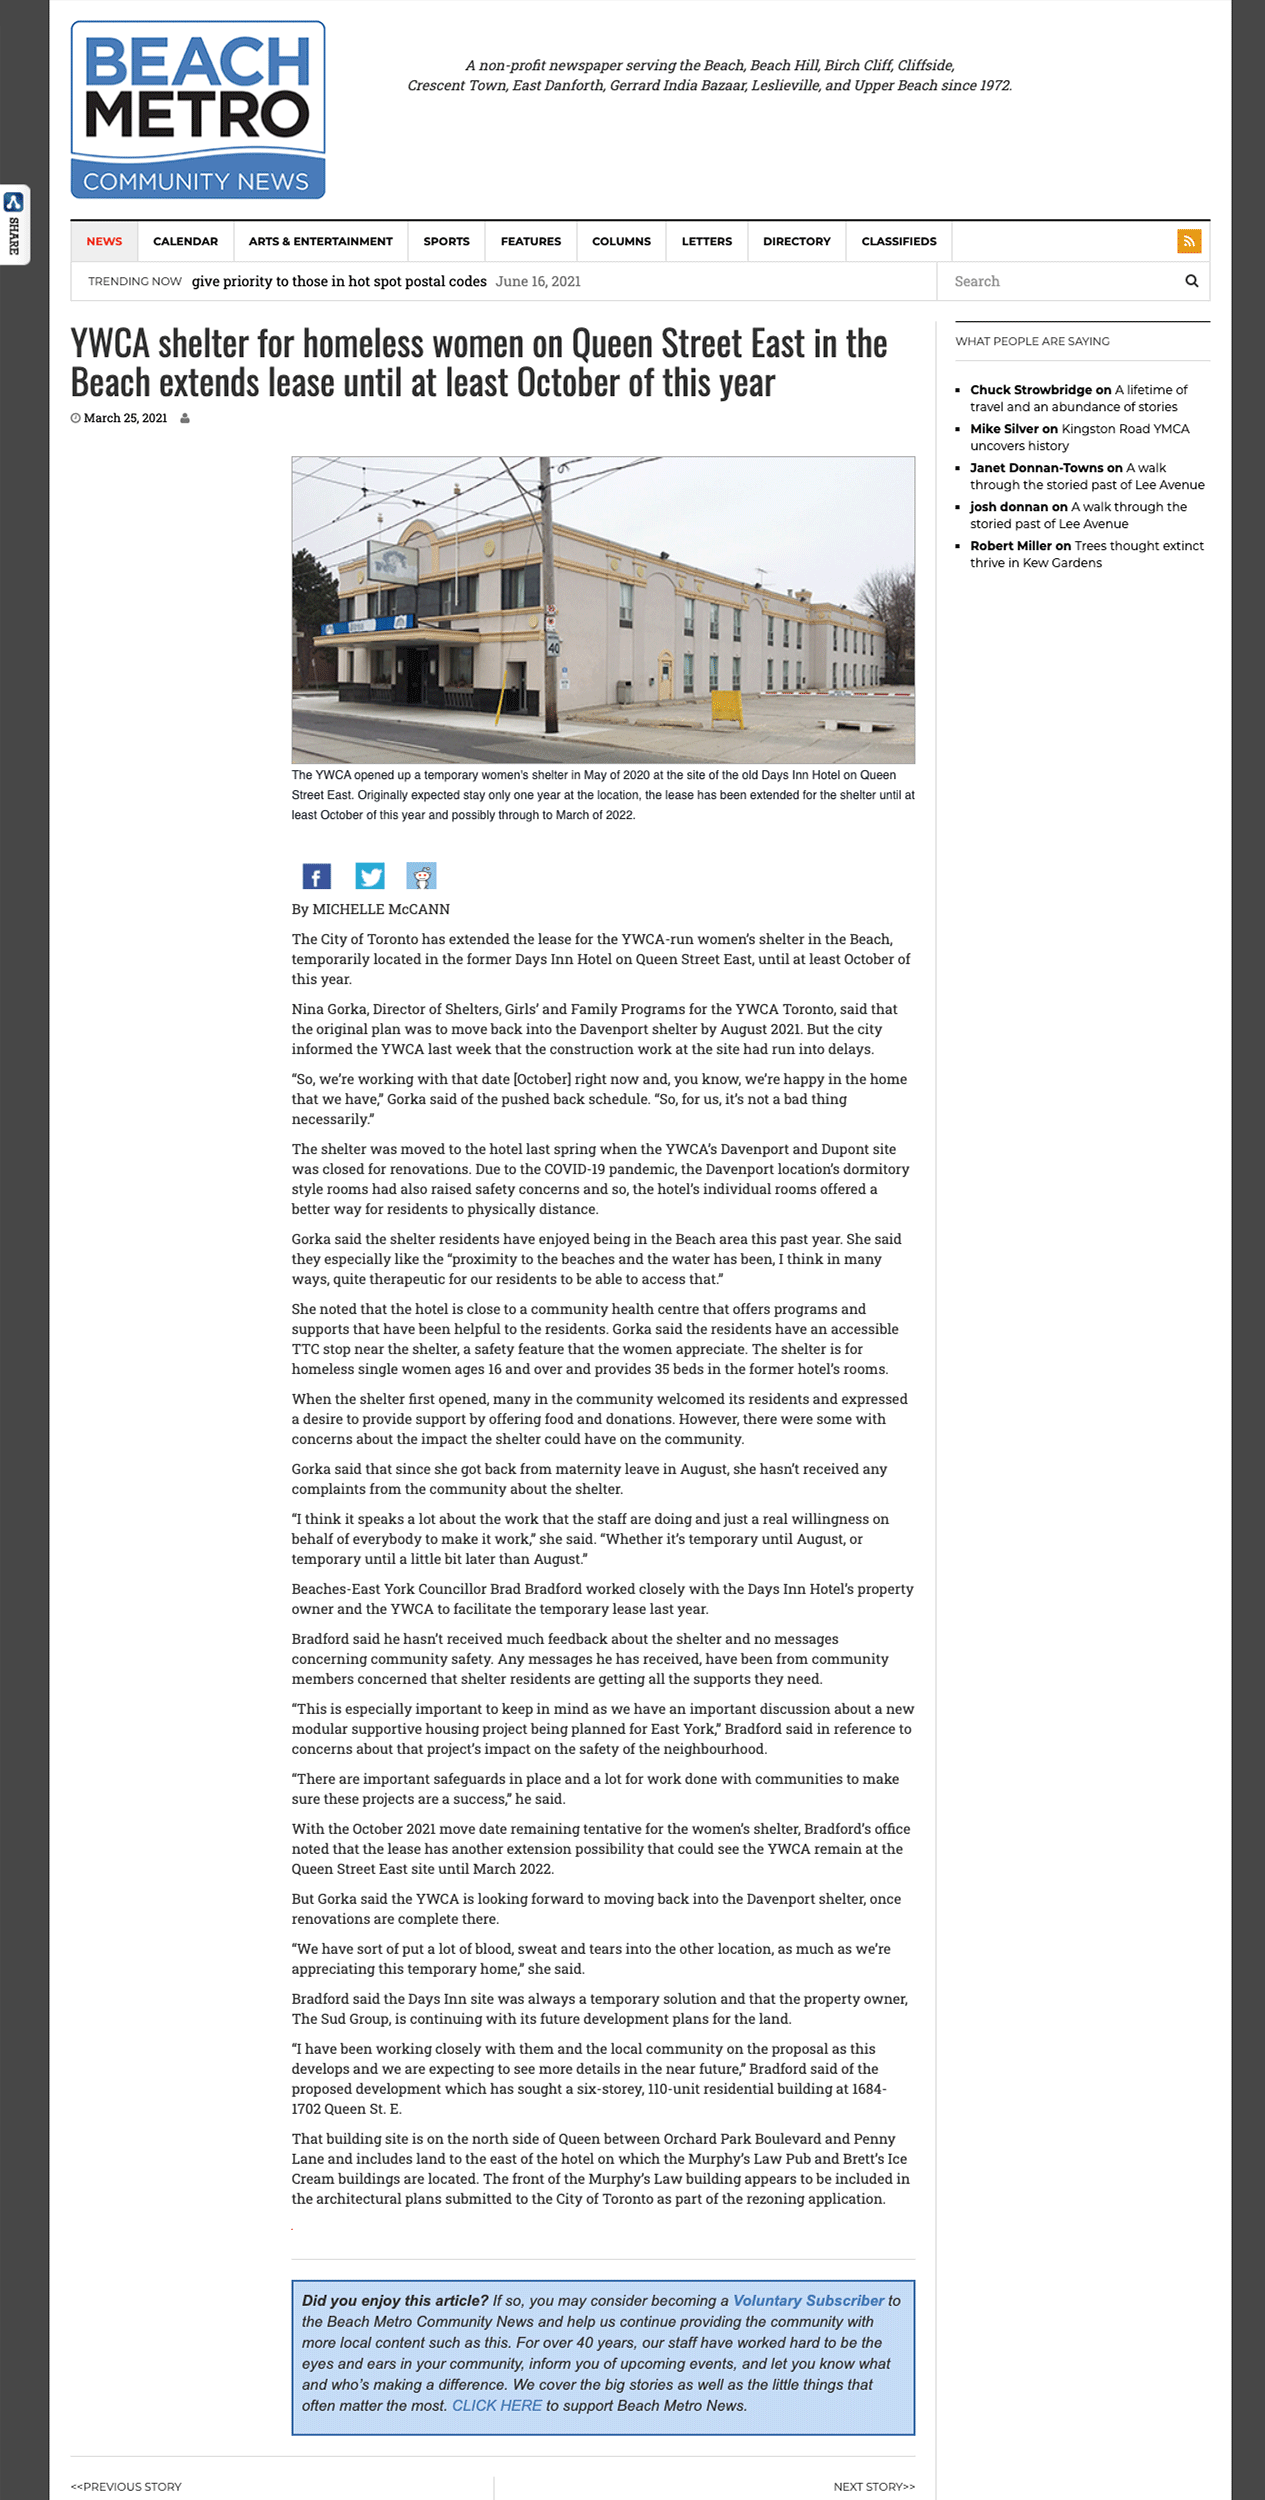 BEACH
METRO
COMMUNITY NEWS
A non-profit newspaper serving the Beach, Beach Hill, Birch Cliff, Cliffside,
Crescent Town, East Danforth, Gerrard India Bazaar, Leslieville, and Upper Beach since 1972.
SHARE
NEWS CALENDAR ARTS & ENTERTAINMENT SPORTS FEATURES COLUMNS LETTERS DIRECTORY CLASSIFIEDS
TRENDING NOW give priority to those in hot spot postal codes June 16, 2021 Search
YWCA shelter for homeless women on Queen Street East in the
Beach extends lease until at least October of this year
March 25, 2021
40
The YWCA opened up a temporary women's shelter in May of 2020 at the site of the old Days Inn Hotel on Queen
Street East. Originally expected stay only one year at the location, the lease has been extended for the shelter until at
least October of this year and possibly through to March of 2022.
By MICHELLE McCANN
The City of Toronto has extended the lease for the YWCA-run women’s shelter in the Beach,
temporarily located in the former Days Inn Hotel on Queen Street East, until at least October of
this year.
Nina Gorka, Director of Shelters, Girls’ and Family Programs for the YWCA Toronto, said that
the original plan was to move back into the Davenport shelter by August 2021. But the city
informed the YWCA last week that the construction work at the site had run into delays.
“So, we’re working with that date [October] right now and, you know, we’re happy in the home
that we have,” Gorka said of the pushed back schedule. “So, for us, it’s not a bad thing
necessarily.”
The shelter was moved to the hotel last spring when the YWCA’s Davenport and Dupont site
was closed for renovations. Due to the COVID-19 pandemic, the Davenport location’s dormitory
style rooms had also raised safety concerns and so, the hotel’s individual rooms offered a
better way for residents to physically distance.
Gorka said the shelter residents have enjoyed being in the Beach area this past year. She said
they especially like the “proximity to the beaches and the water has been, I think in many
ways, quite therapeutic for our residents to be able to access that.”
She noted that the hotel is close to a community health centre that offers programs and
supports that have been helpful to the residents. Gorka said the residents have an accessible
TTC stop near the shelter, a safety feature that the women appreciate. The shelter is for
homeless single women ages 16 and over and provides 35 beds in the former hotel’s rooms.
When the shelter first opened, many in the community welcomed its residents and expressed
a desire to provide support by offering food and donations. However, there were some with
concerns about the impact the shelter could have on the community.
Gorka said that since she got back from maternity leave in August, she hasn’t received any
complaints from the community about the shelter.
“I think it speaks a lot about the work that the staff are doing and just a real willingness on
behalf of everybody to make it work,” she said. “Whether it’s temporary until August, or
temporary until a little bit later than August.”
Beaches-East York Councillor Brad Bradford worked closely with the Days Inn Hotel’s property
owner and the YWCA to facilitate the temporary lease last year.
Bradford said he hasn’t received much feedback about the shelter and no messages
concerning community safety. Any messages he has received, have been from community
members concerned that shelter residents are getting all the supports they need.
“This is especially important to keep in mind as we have an important discussion about a new
modular supportive housing project being planned for East York,” Bradford said in reference to
concerns about that project’s impact on the safety of the neighbourhood.
“There are important safeguards in place and a lot for work done with communities to make
sure these projects are a success,” he said.
With the October 2021 move date remaining tentative for the women’s shelter, Bradford’s office
noted that the lease has another extension possibility that could see the YWCA remain at the
Queen Street East site until March 2022.
But Gorka said the YWCA is looking forward to moving back into the Davenport shelter, once
renovations are complete there.
“We have sort of put a lot of blood, sweat and tears into the other location, as much as we’re
appreciating this temporary home,” she said.
Bradford said the Days Inn site was always a temporary solution and that the property owner,
The Sud Group, is continuing with its future development plans for the land.
“I have been working closely with them and the local community on the proposal as this
develops and we are expecting to see more details in the near future,” Bradford said of the
proposed development which has sought a six-storey, 110-unit residential building at 1684-
1702 Queen St. E.
That building site is on the north side of Queen between Orchard Park Boulevard and Penny
Lane and includes land to the east of the hotel on which the Murphy’s Law Pub and Brett’s Ice
Cream buildings are located. The front of the Murphy’s Law building appears to be included in
the architectural plans submitted to the City of Toronto as part of the rezoning application.
.
Did you enjoy this article? If so, you may consider becoming a Voluntary Subscriber to
the Beach Metro Community News and help us continue providing the community with
more local content such as this. For over 40 years, our staff have worked hard to be the
eyes and ears in your community, inform you of upcoming events, and let you know what
and who's making a difference. We cover the big stories as well as the little things that
often matter the most. CLICK HERE to support Beach Metro News.
<<PREVIOUS STORY NEXT STORY>>
WHAT PEOPLE ARE SAYING
Chuck Strowbridge on A lifetime of
travel and an abundance of stories
Mike Silver on Kingston Road YMCA
uncovers history
Janet Donnan-Towns on A walk
through the storied past of Lee Avenue
josh donnan on A walk through the
storied past of Lee Avenue
Robert Miller on Trees thought extinct
thrive in Kew Gardens